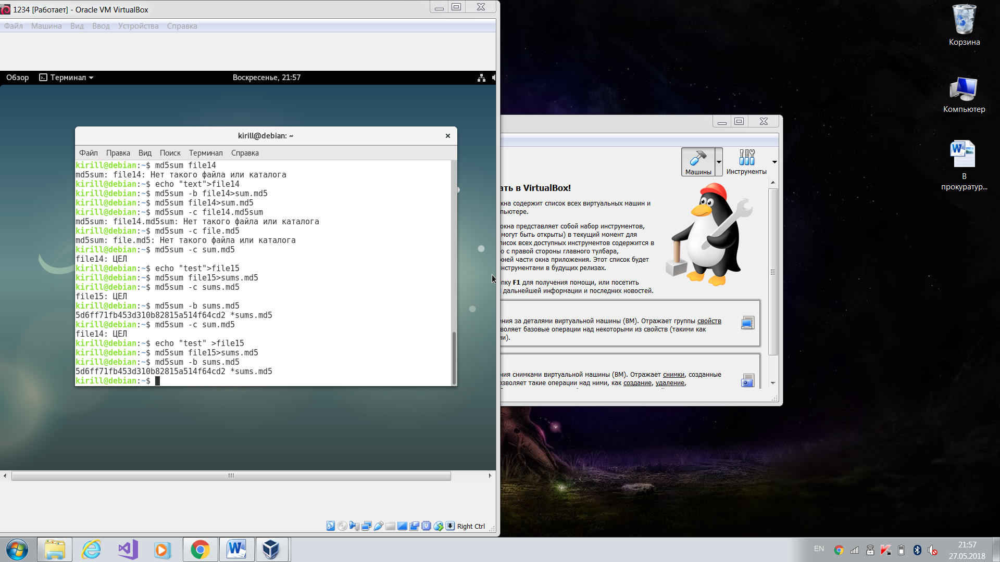 1234 [Работает] - Oracle VM VirtualBox
Файл Машина Вид Ввод Устройства Справка
Обзор Терминал Воскресенье, 21:57
kirill@debian: ~
Файл Правка Вид Поиск Терминал Справка
kirill@debian:~$ md5sum file14
md5sum: file14: Нет такого файла или каталога
kirill@debian:~$ echo "text">file14
kirill@debian:~$ md5sum -b file14>sum.md5
kirill@debian:~$ md5sum file14>sum.md5
kirill@debian:~$ md5sum -c file14.md5sum
md5sum: file14.md5sum: Нет такого файла или каталога
kirill@debian:~$ md5sum -c file.md5
md5sum: file.md5: Нет такого файла или каталога
kirill@debian:~$ md5sum -c sum.md5
file14: ЦЕЛ
kirill@debian:~$ echo "test">file15
kirill@debian:~$ md5sum file15>sums.md5
kirill@debian:~$ md5sum -c sums.md5
file15: ЦЕЛ
kirill@debian:~$ md5sum -b sums.md5
5d6ff71fb453d310b82815a514f64cd2 *sums.md5
kirill@debian:~$ md5sum -c sum.md5
file14: ЦЕЛ
kirill@debian:~$ echo "test" >file15
kirill@debian:~$ md5sum file15>sums.md5
kirill@debian:~$ md5sum -b sums.md5
5d6ff71fb453d310b82815a514f64cd2 *sums.md5
kirill@debian:~$
Right Ctrl
Машины Инструменты
ать в VirtualBox!
кна содержит список всех виртуальных машин и
пьютере.
окна представляет собой набор инструментов,
могут быть открыты) в текущий момент для
писок всех доступных инструментов содержится в
ю с правой стороны главного тулбара,
хней части окна приложения. Этот список будет
инструментами в будущих релизах.
пку F1 для получения помощи, или посетить
дальнейшей информации и последних новостей.
ения за деталями виртуальной машины (ВМ). Отражает группы свойств
зволяет базовые операции над некоторыми из свойств (такими как
ии).
ния снимками виртуальной машины (ВМ). Отражает снимки, созданные
озволяет такие операции над ними, как создание, удаление,
Корзина
Компьютер
В
прокуратур...
EN
21:57
27.05.2018